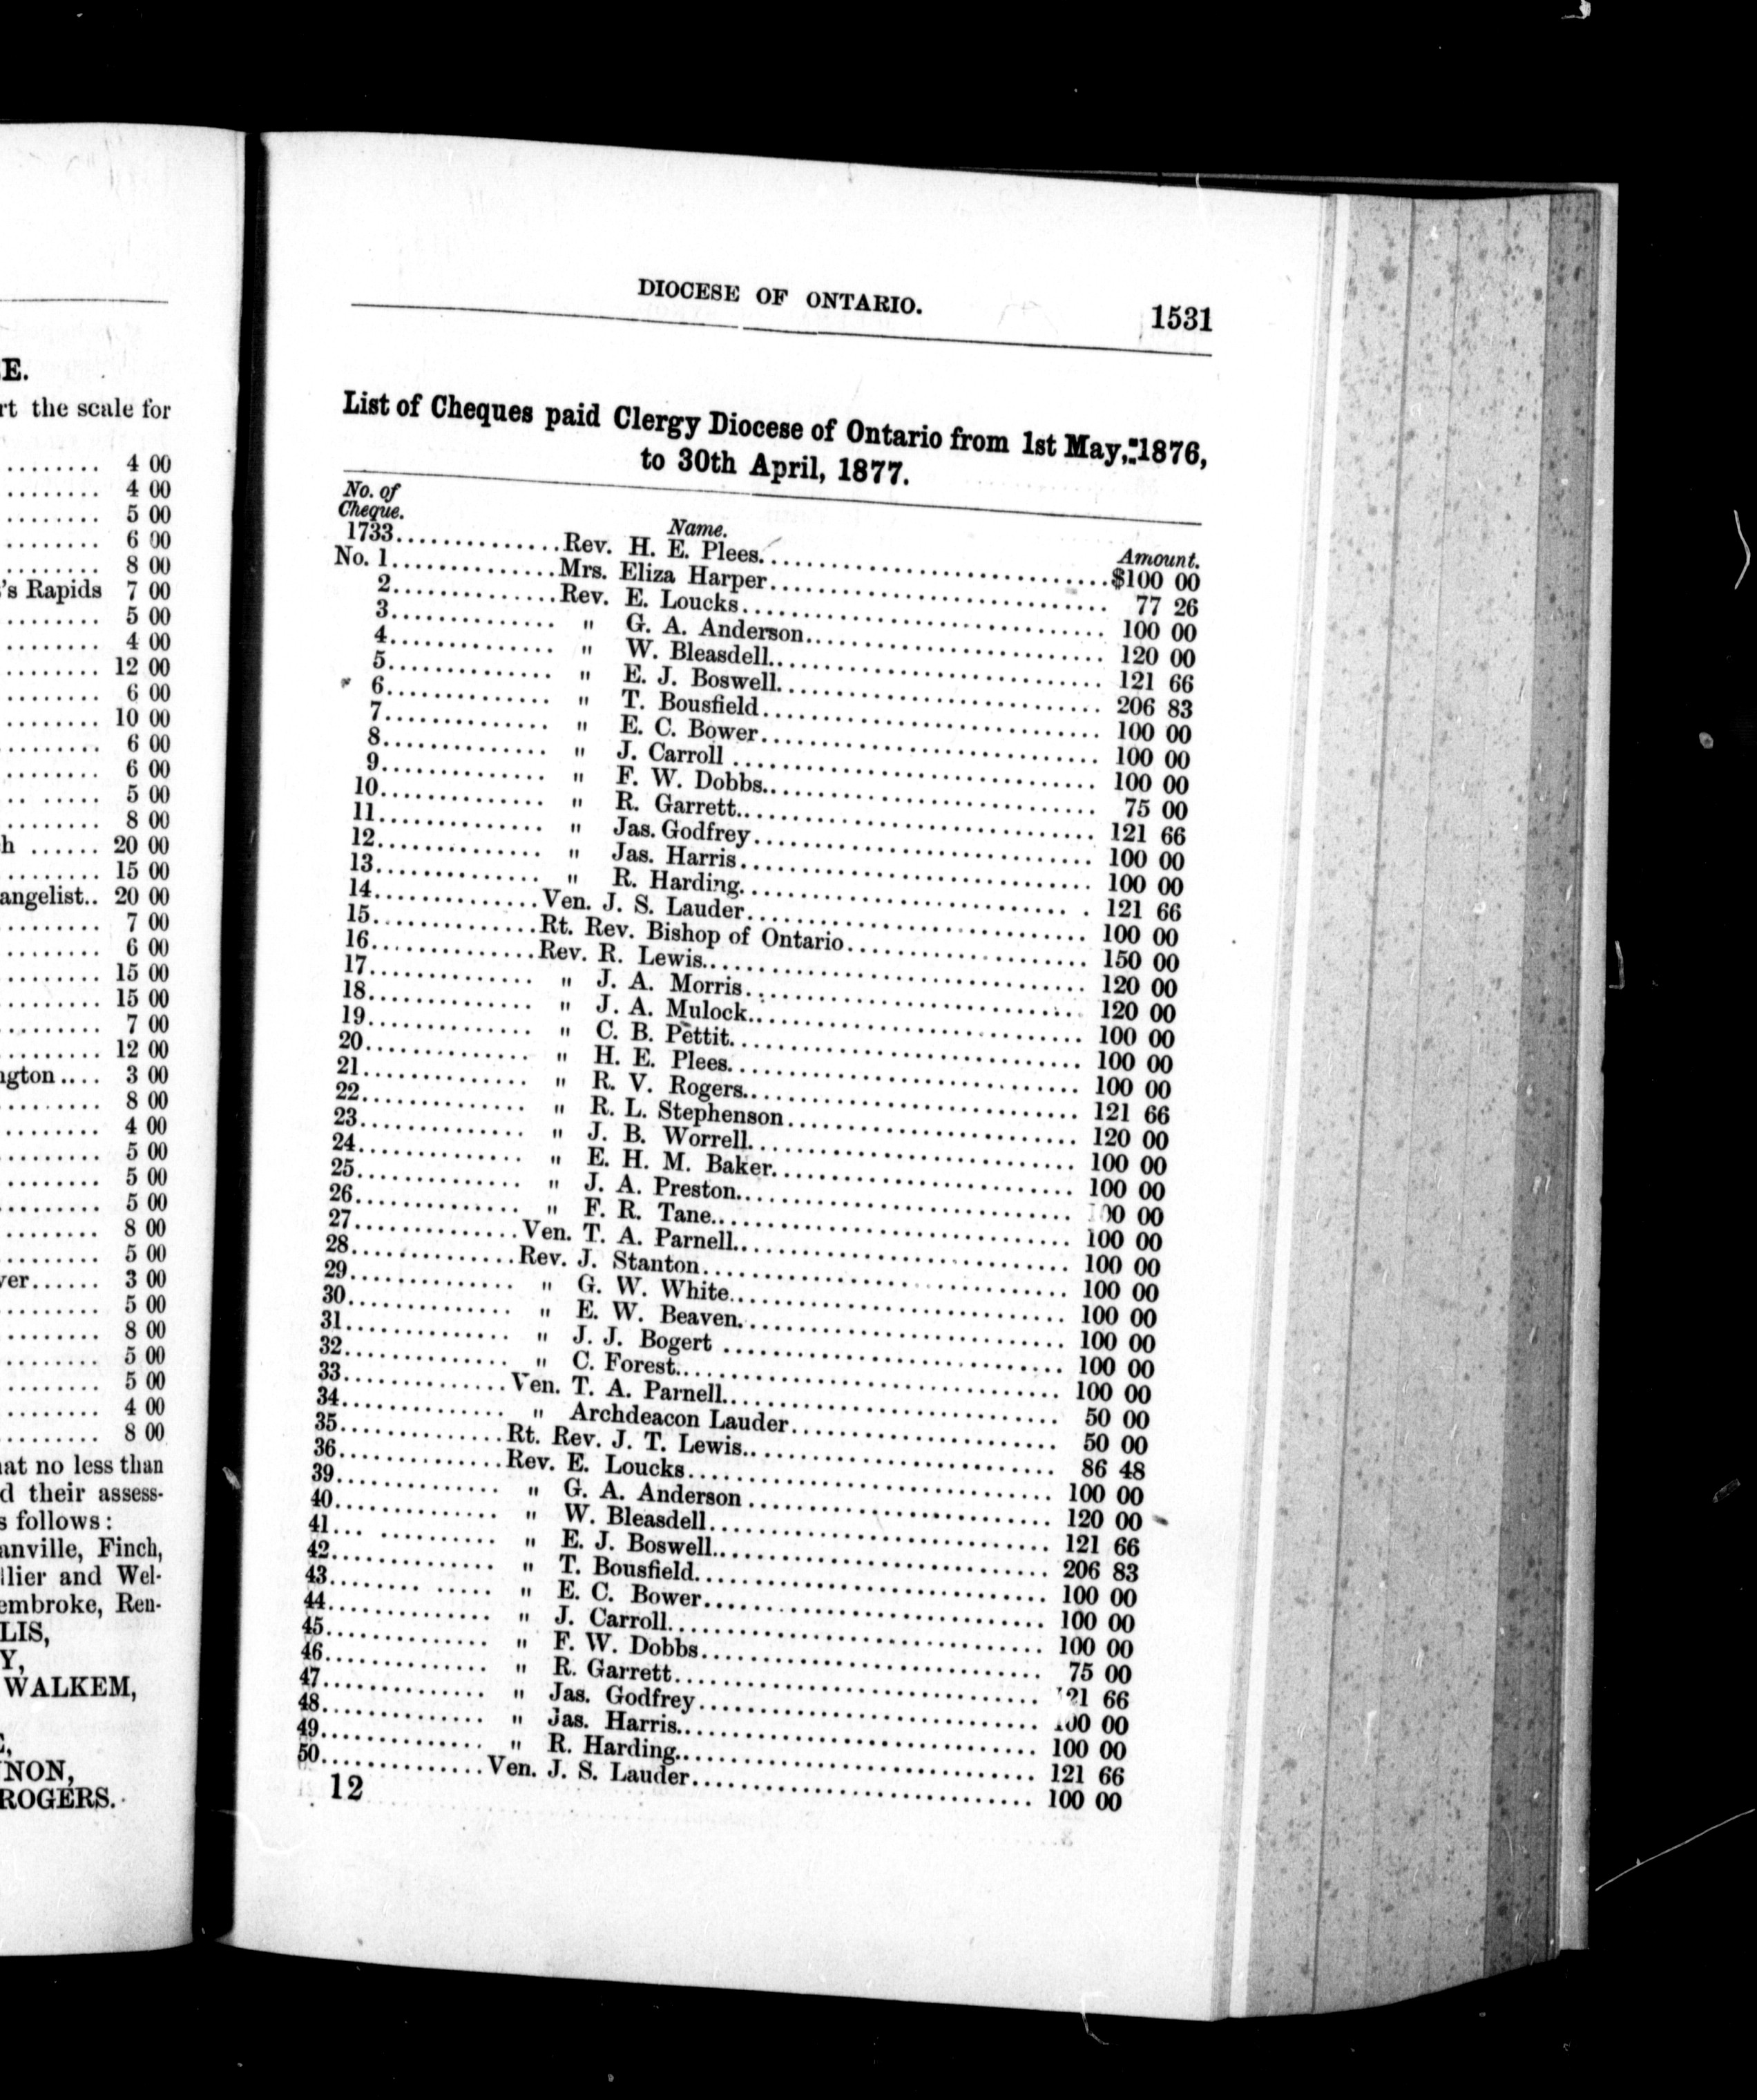 E.
rt the scale for
........ 4 00
........ 4 00
........ 5 00
........ 6 00
........ 8 00
's Rapids 7 00
........ 5 00
........ 4 00
........ 12 00
........ 6 00
........ 10 00
........ 6 00
........ 6 00
........ 5 00
........ 8 00
h ...... 20 00
........ 15 00
angelist.. 20 00
........ 7 00
........ 6 00
........ 15 00
........ 15 00
........ 7 00
........ 12 00
ngton.... 3 00
........ 8 00
........ 4 00
........ 5 00
........ 5 00
........ 5 00
........ 8 00
........ 5 00
ver...... 3 00
........ 5 00
........ 8 00
........ 5 00
........ 5 00
........ 4 00
........ 8 00
hat no less than
d their assess-
s follows:
anville, Finch,
llier and Wel-
embroke, Ren-
LIS,
Y,
WALKEM,
NON,
ROGERS.
DIOCESE OF ONTARIO. 1531
List of Cheques paid Clergy Diocese of Ontario from 1st May, 1876,
to 30th April, 1877.
No. of
Cheque. Name. Amount.
1733..............Rev. H. E. Plees..............$100 00
No. 1..............Mrs. Eliza Harper.............. 77 26
2..............Rev. E. Loucks.............. 100 00
3.............. " G. A. Anderson.............. 120 00
4.............. " W. Bleasdell.............. 121 66
5.............. " E. J. Boswell.............. 206 83
6.............. " T. Bousfield.............. 100 00
7.............. " E. C. Bower.............. 100 00
8.............. " J. Carroll .............. 100 00
9.............. " F. W. Dobbs.............. 75 00
10.............. " R. Garrett.............. 121 66
11.............. " Jas. Godfrey.............. 100 00
12.............. " Jas. Harris.............. 100 00
13.............. " R. Harding.............. 121 66
14..............Ven. J. S. Lauder.............. 100 00
15..............Rt. Rev. Bishop of Ontario.............. 150 00
16..............Rev. R. Lewis.............. 120 00
17.............. " J. A. Morris.............. 120 00
18.............. " J. A. Mulock.............. 100 00
19.............. " C. B. Pettit.............. 100 00
20.............. " H. E. Plees.............. 100 00
21.............. " R. V. Rogers.............. 121 66
22.............. " R. L. Stephenson.............. 120 00
23.............. " J. B. Worrell.............. 100 00
24.............. " E. H. M. Baker.............. 100 00
25.............. " J. A. Preston.............. 100 00
26.............. " F. R. Tane.............. 100 00
27..............Ven. T. A. Parnell.............. 100 00
28..............Rev. J. Stanton.............. 100 00
29.............. " G. W. White.............. 100 00
30.............. " E. W. Beaven.............. 100 00
31.............. " J. J. Bogert .............. 100 00
32.............. " C. Forest.............. 100 00
33..............Ven. T. A. Parnell.............. 50 00
34.............. " Archdeacon Lauder.............. 50 00
35..............Rt. Rev. J. T. Lewis.............. 86 48
36..............Rev. E. Loucks.............. 100 00
39.............. " G. A. Anderson .............. 120 00
40.............. " W. Bleasdell.............. 121 66
41... .......... " E. J. Boswell.............. 206 83
42.............. " T. Bousfield.............. 100 00
43........ ..... " E. C. Bower.............. 100 00
44.............. " J. Carroll.............. 100 00
45.............. " F. W. Dobbs.............. 75 00
46.............. " R. Garrett.............. 121 66
47.............. " Jas. Godfrey.............. 100 00
48.............. " Jas. Harris.............. 100 00
49.............. " R. Harding.............. 121 66
50..............Ven. J. S. Lauder.............. 100 00
12